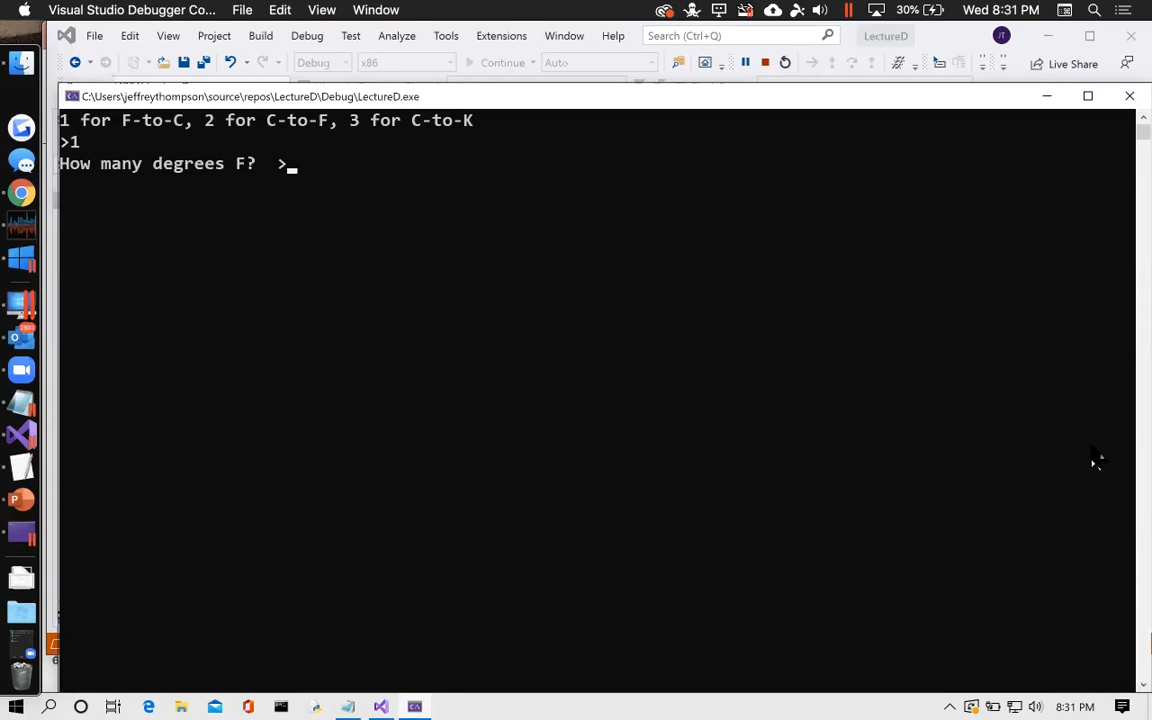 Visual Studio Debugger Co... File Edit View Window 30% Wed 8:31 PM
File Edit View Project Build Debug Test Analyze Tools Extensions Window Help Search (Ctrl+Q) LectureD JT
Debug x86 Continue Auto Live Share
C:\Users\jeffreythompson\source\repos\LectureD\Debug\LectureD.exe
1 for F-to-C, 2 for C-to-F, 3 for C-to-K
>1
How many degrees F?  >
8:31 PM